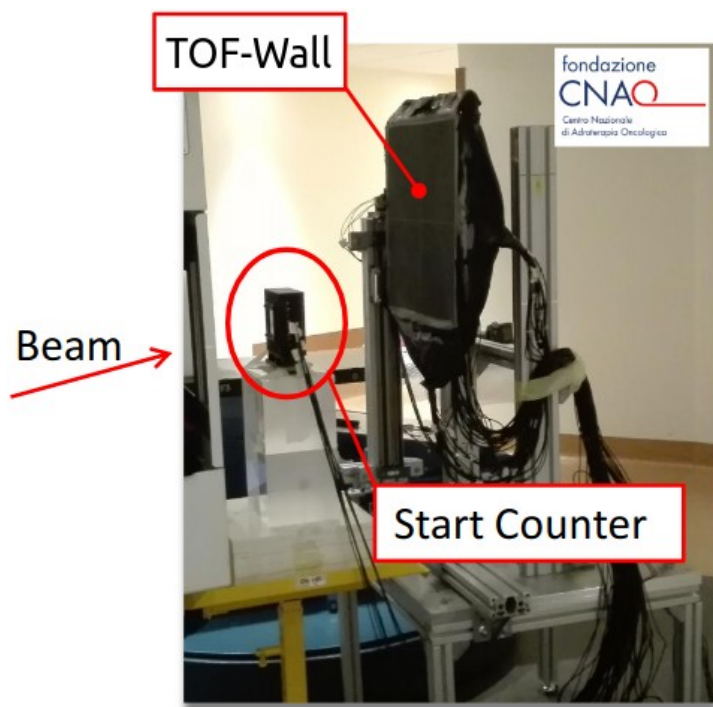 TOF-Wall
fondazione
CNAO
Centro Nazionale
di Adroterapia Oncologica
Beam
Start Counter